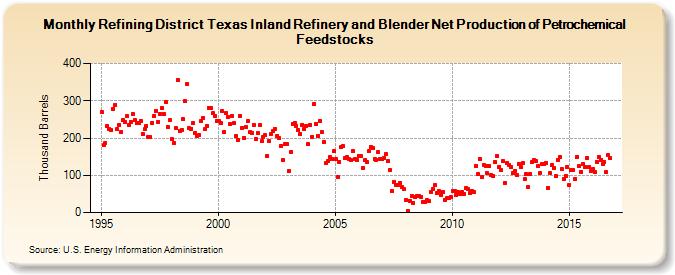 Monthly Refining District Texas Inland Refinery and Blender Net Production of Petrochemical
Feedstocks
Thousand Barrels
400
300
200
100
0
1995
2000
2005
2010
2015
Source: U.S. Energy Information Administration